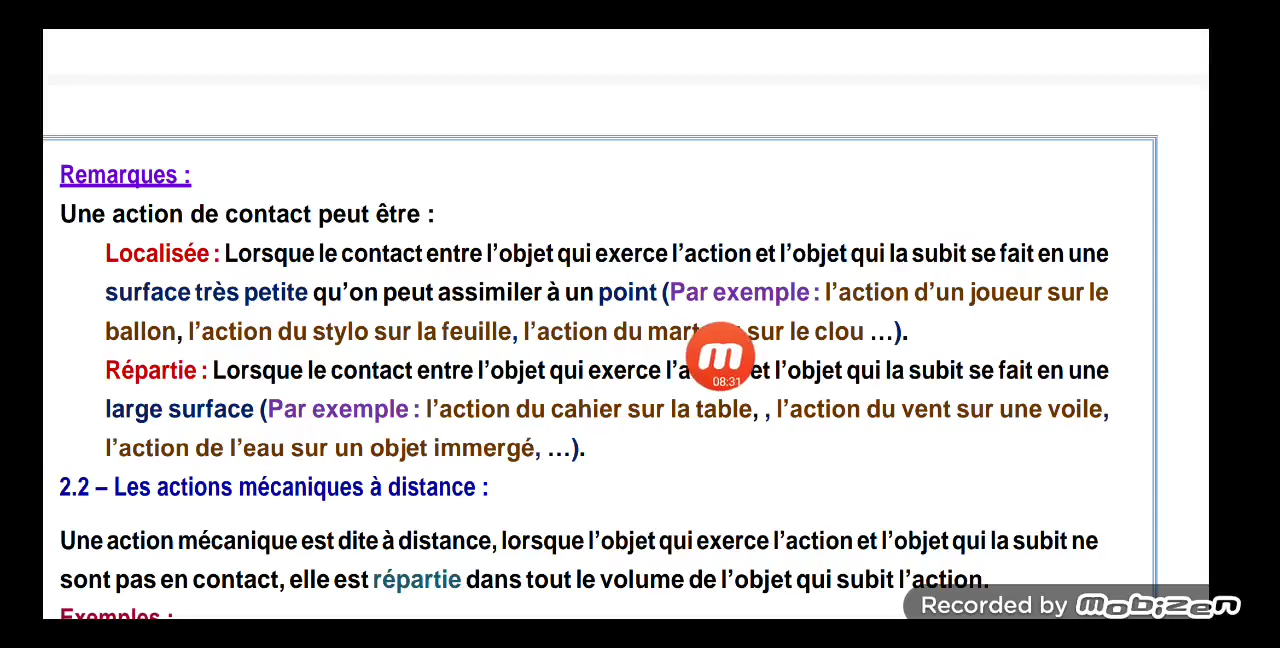 Remarques :
Une action de contact peut être :
Localisée : Lorsque le contact entre l’objet qui exerce l’action et l’objet qui la subit se fait en une
surface très petite qu’on peut assimiler à un point (Par exemple : l’action d’un joueur sur le
ballon, l’action du stylo sur la feuille, l’action du sur le clou …).
08:31
Répartie : Lorsque le contact entre l’objet qui exerce et l’objet qui la subit se fait en une
large surface (Par exemple : l’action du cahier sur la table, , l’action du vent sur une voile,
l’action de l’eau sur un objet immergé, …).
2.2 – Les actions mécaniques à distance :
Une action mécanique est dite à distance, lorsque l’objet qui exerce l’action et l’objet qui la subit ne
sont pas en contact, elle est répartie dans tout le volume de l’objet qui subit l’action.
Exemples :
Recorded by mobizen